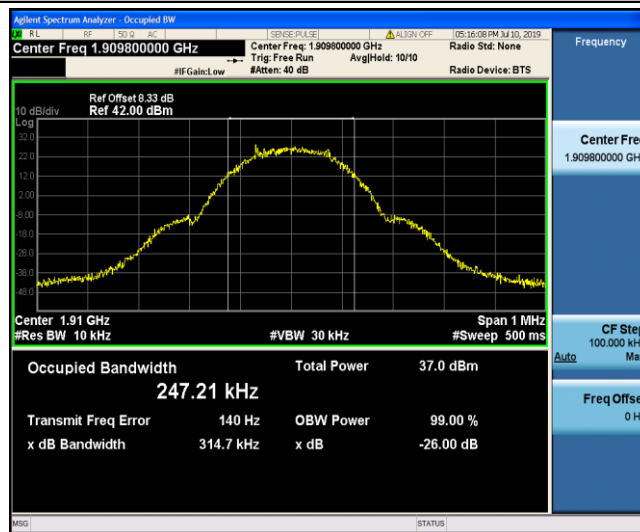 Agilent Spectrum Analyzer - Occupied BW
RL RF 50 Ω AC SENSE:PULSE ALIGN OFF 05:16:08 PM Jul 10, 2019
Center Freq 1.909800000 GHz Center Freq: 1.909800000 GHz Radio Std: None Frequency
Trig: Free Run Avg|Hold: 10/10
#IFGain:Low #Atten: 40 dB Radio Device: BTS
Ref Offset 8.33 dB
10 dB/div Ref 42.00 dBm
Log
32.0
22.0
12.0
2.00
-8.00
-18.0
-28.0
-38.0
-48.0
Center Fre
1.909800000 GH
Center 1.91 GHz Span 1 MHz
#Res BW 10 kHz #VBW 30 kHz #Sweep 500 ms
CF Step
100.000 kH
Auto Ma
Occupied Bandwidth Total Power 37.0 dBm
247.21 kHz
Freq Offse
0 H
Transmit Freq Error 140 Hz OBW Power 99.00 %
x dB Bandwidth 314.7 kHz x dB -26.00 dB
MSG STATUS